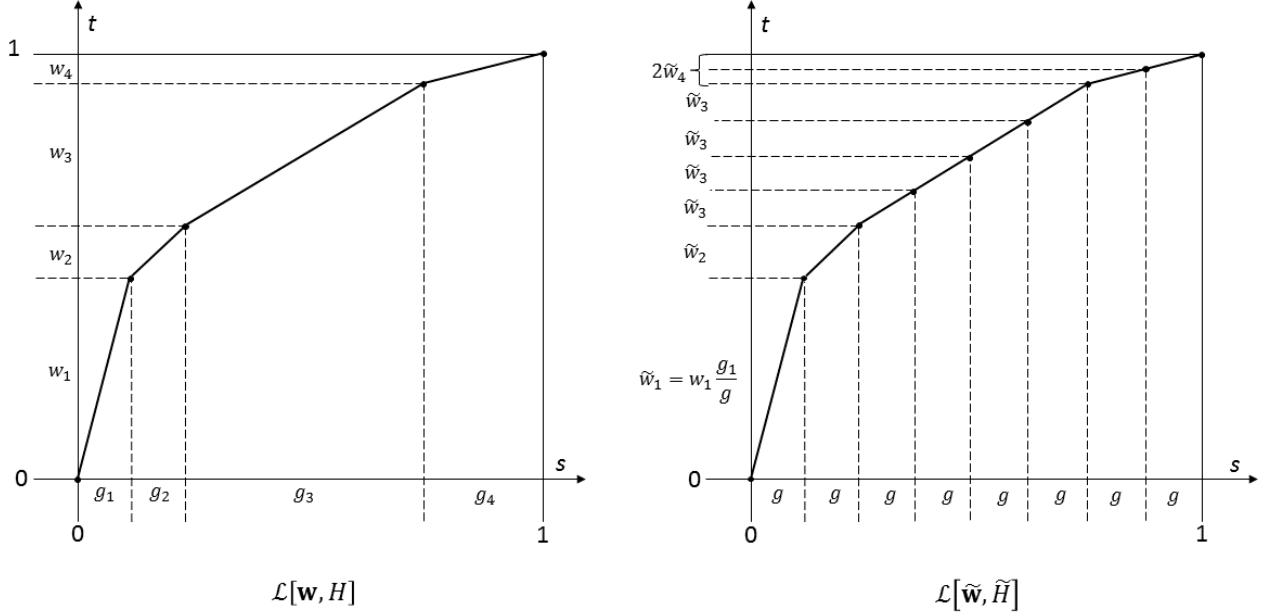 t
1
w₄
w₃
w₂
w₁
0
s
g₁ g₂ g₃ g₄
0 1
ℒ[𝐰, H]
t
1
2w̃₄
w̃₃
w̃₃
w̃₃
w̃₃
w̃₂
w̃₁ = w₁ g₁/g
0
s
g g g g g g g g
0 1
ℒ[𝐰̃, H̃]